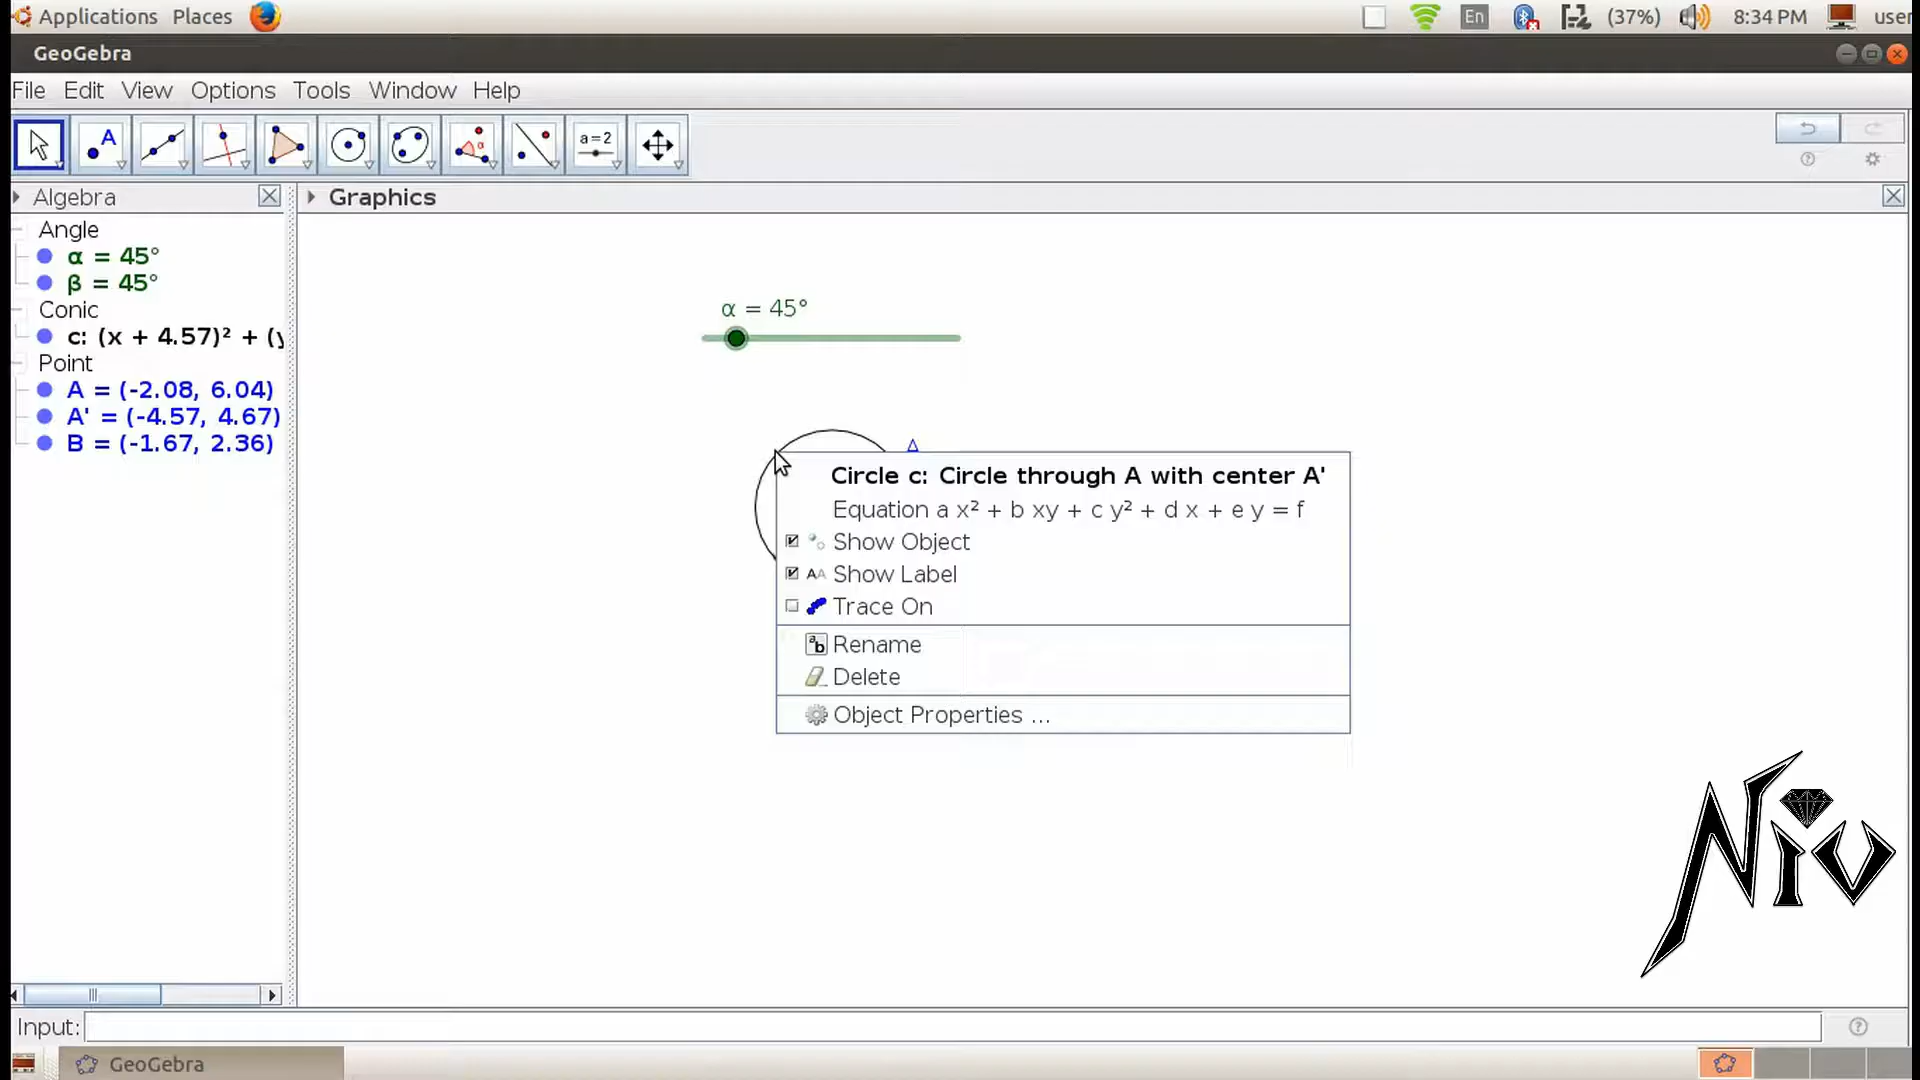 Applications Places
En
(37%)
8:34 PM
user
GeoGebra
File Edit View Options Tools Window Help
A
α
a=2
Algebra
Graphics
Angle
α = 45°
β = 45°
Conic
c: (x + 4.57)² + (y
Point
A = (-2.08, 6.04)
A' = (-4.57, 4.67)
B = (-1.67, 2.36)
α = 45°
A
Circle c: Circle through A with center A'
Equation a x² + b xy + c y² + d x + e y = f
Show Object
AA Show Label
Trace On
ab Rename
Delete
Object Properties ...
Niv
Input:
GeoGebra